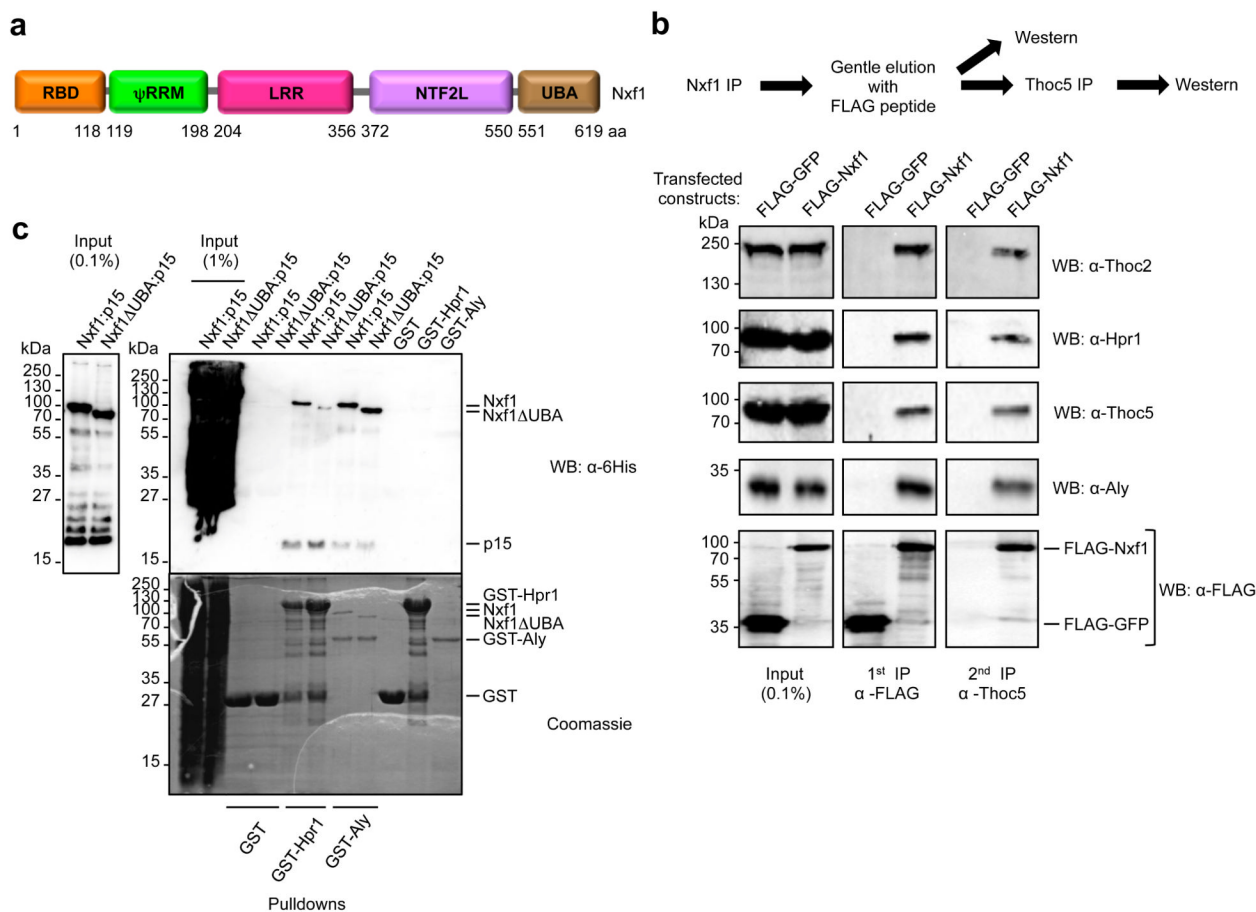 a
RBD ψRRM LRR NTF2L UBA Nxf1
1 118 119 198 204 356 372 550 551 619 aa
b
Nxf1 IP
Gentle elution
with
FLAG peptide
Western
Thoc5 IP
Western
Transfected
constructs:
FLAG-GFP
FLAG-Nxf1
FLAG-GFP
FLAG-Nxf1
FLAG-GFP
FLAG-Nxf1
kDa
250
130
WB: α-Thoc2
100
70
WB: α-Hpr1
100
70
WB: α-Thoc5
35
WB: α-Aly
100
70
55
35
FLAG-Nxf1
FLAG-GFP
WB: α-FLAG
Input
(0.1%)
1st IP
α -FLAG
2nd IP
α -Thoc5
c
Input
(0.1%)
Nxf1:p15
Nxf1ΔUBA:p15
kDa
250
130
100
70
55
35
27
15
Input
(1%)
Nxf1:p15
Nxf1ΔUBA:p15
Nxf1:p15
Nxf1ΔUBA:p15
Nxf1:p15
Nxf1ΔUBA:p15
Nxf1:p15
Nxf1ΔUBA:p15
GST
GST-Hpr1
GST-Aly
kDa
250
130
100
70
55
35
27
15
Nxf1
Nxf1ΔUBA
WB: α-6His
p15
250
130
100
70
55
35
27
15
GST-Hpr1
Nxf1
Nxf1ΔUBA
GST-Aly
GST
Coomassie
GST
GST-Hpr1
GST-Aly
Pulldowns